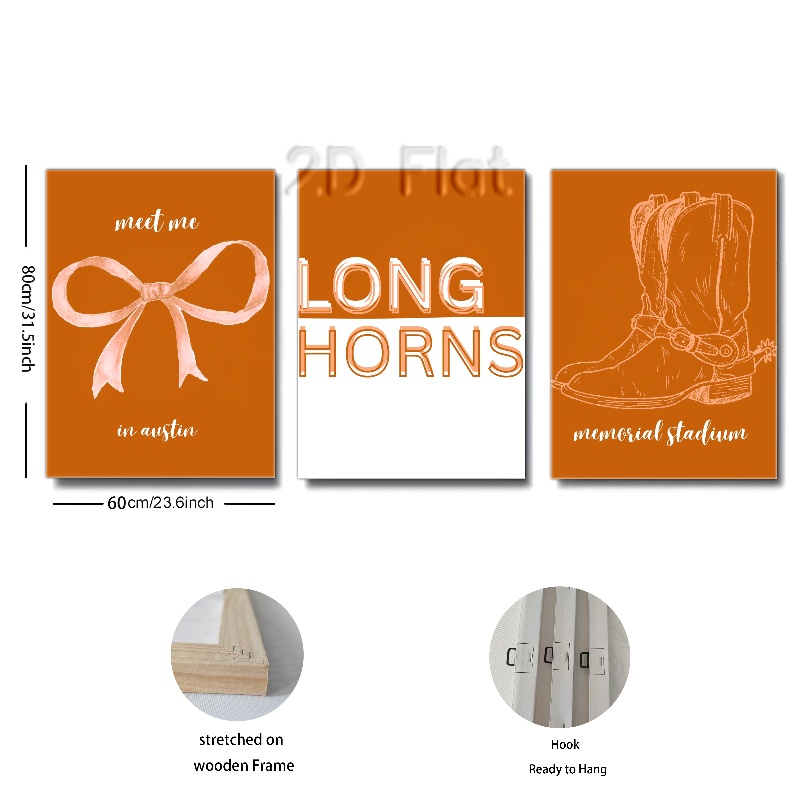 2D Flat
meet me
in austin
LONG
HORNS
memorial stadium
80cm/31.5inch
60cm/23.6inch
stretched on
wooden Frame
Hook
Ready to Hang